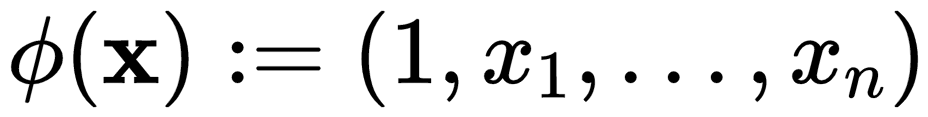 ϕ(𝐱) := (1, x₁, . . . , xₙ)